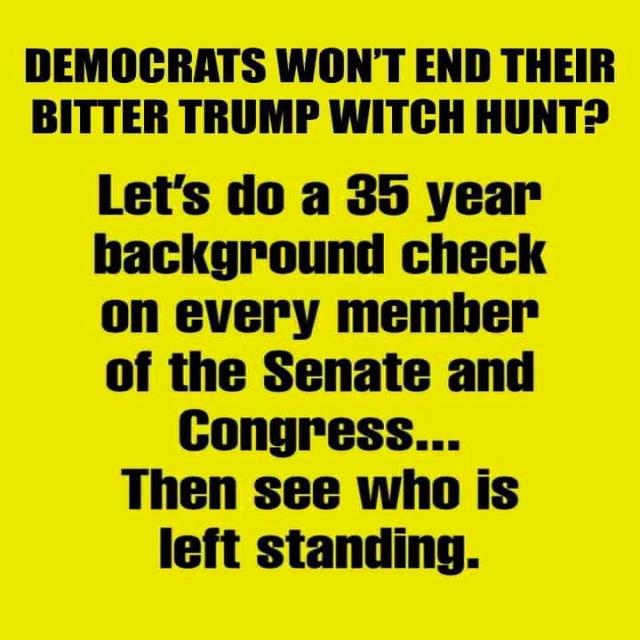 DEMOCRATS WON'T END THEIR
BITTER TRUMP WITCH HUNT?
Let's do a 35 year
background check
on every member
of the Senate and
Congress...
Then see who is
left standing.